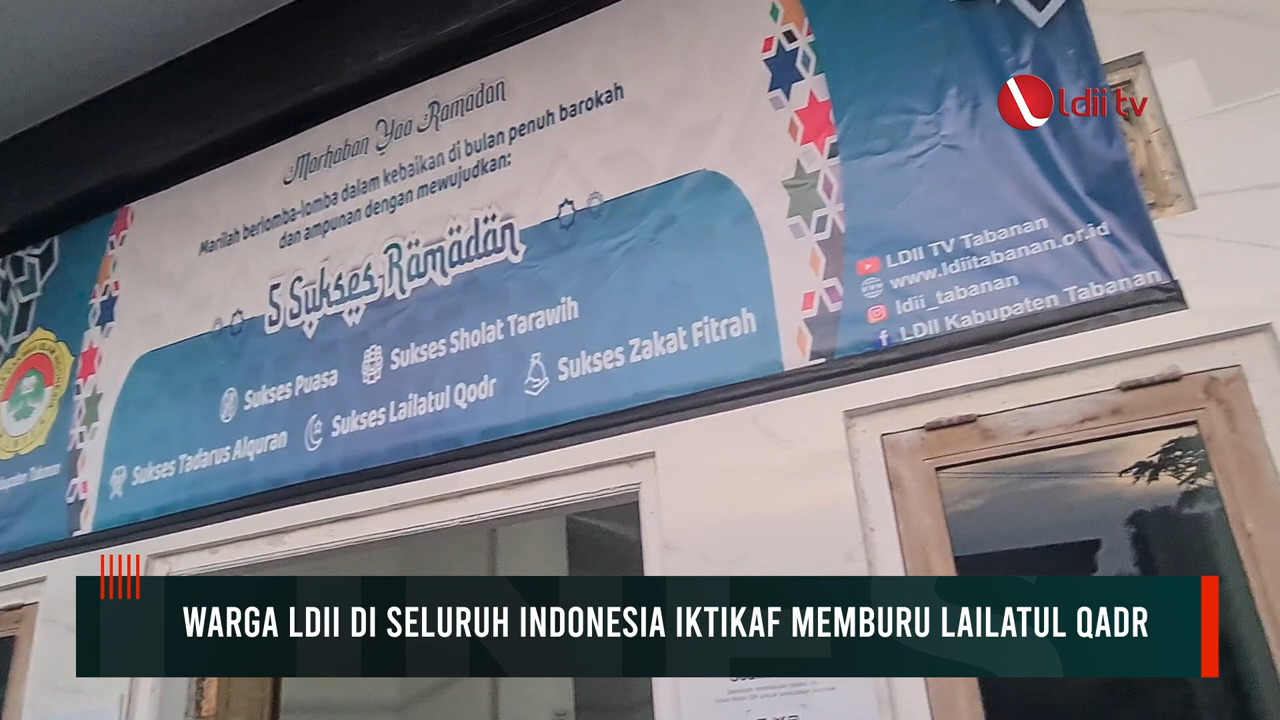 ldii tv
Marhaban Yaa Ramadan
Marilah berlomba-lomba dalam kebaikan di bulan penuh barokah
dan ampunan dengan mewujudkan:
5 Sukses Ramadan
Sukses Puasa
Sukses Sholat Tarawih
Sukses Tadarus Alquran
Sukses Lailatul Qodr
Sukses Zakat Fitrah
LDII TV Tabanan
www.ldiitabanan.or.id
ldii_tabanan
LDII Kabupaten Tabanan
WARGA LDII DI SELURUH INDONESIA IKTIKAF MEMBURU LAILATUL QADR